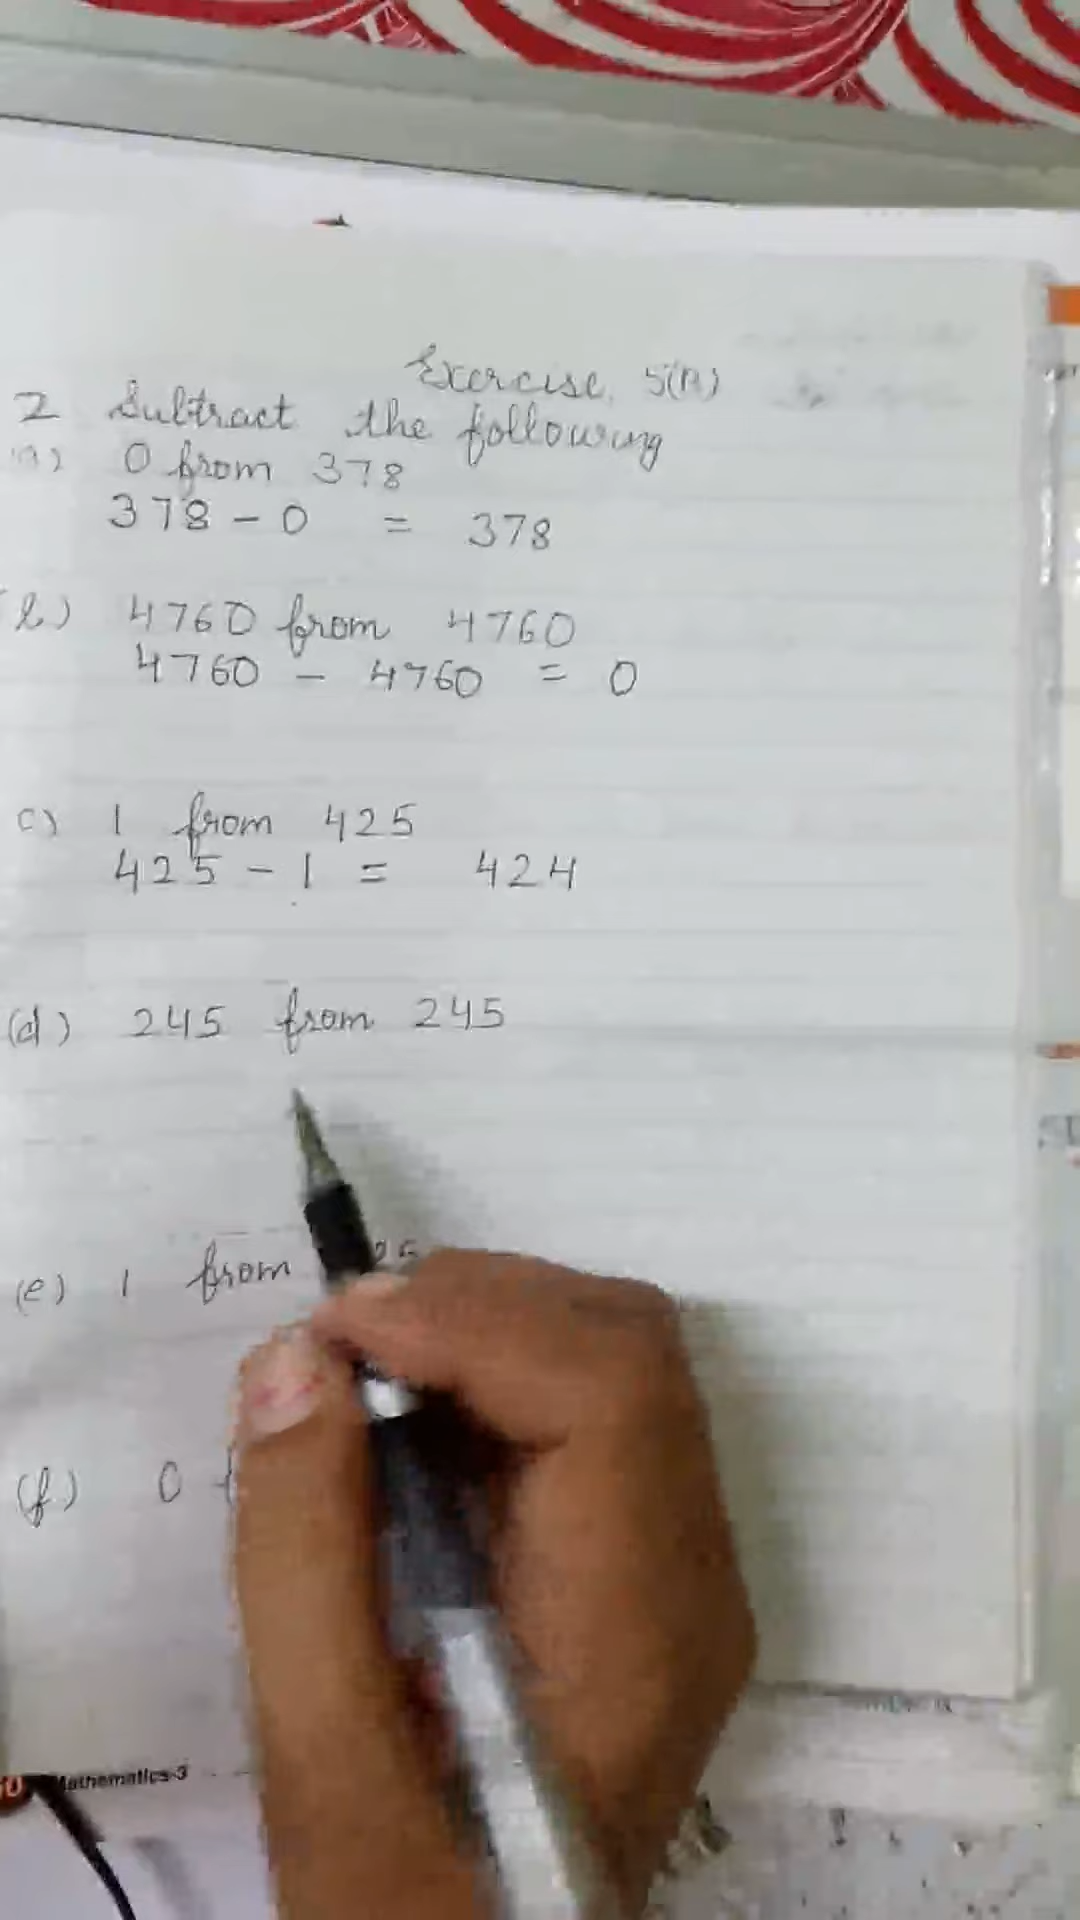 Exercise 5(A)
2 Subtract the following
(a) 0 from 378
378 - 0 = 378
(b) 4760 from 4760
4760 - 4760 = 0
c) 1 from 425
425 - 1 = 424
(d) 245 from 245
(e) 1 from
(f) 0
Mathematics-3